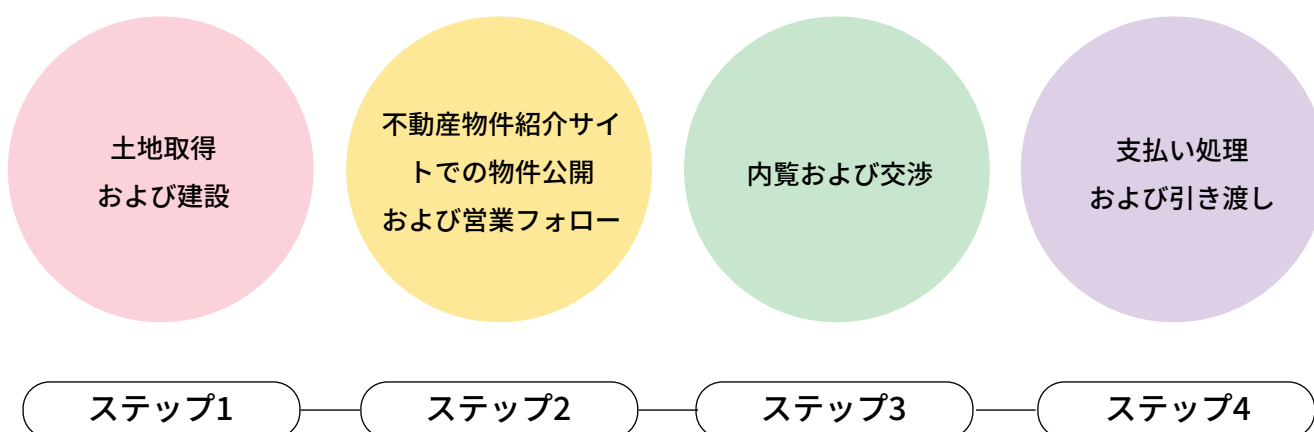 土地取得
および建設
不動産物件紹介サイ
トでの物件公開
および営業フォロー
内覧および交渉
支払い処理
および引き渡し
ステップ1
ステップ2
ステップ3
ステップ4